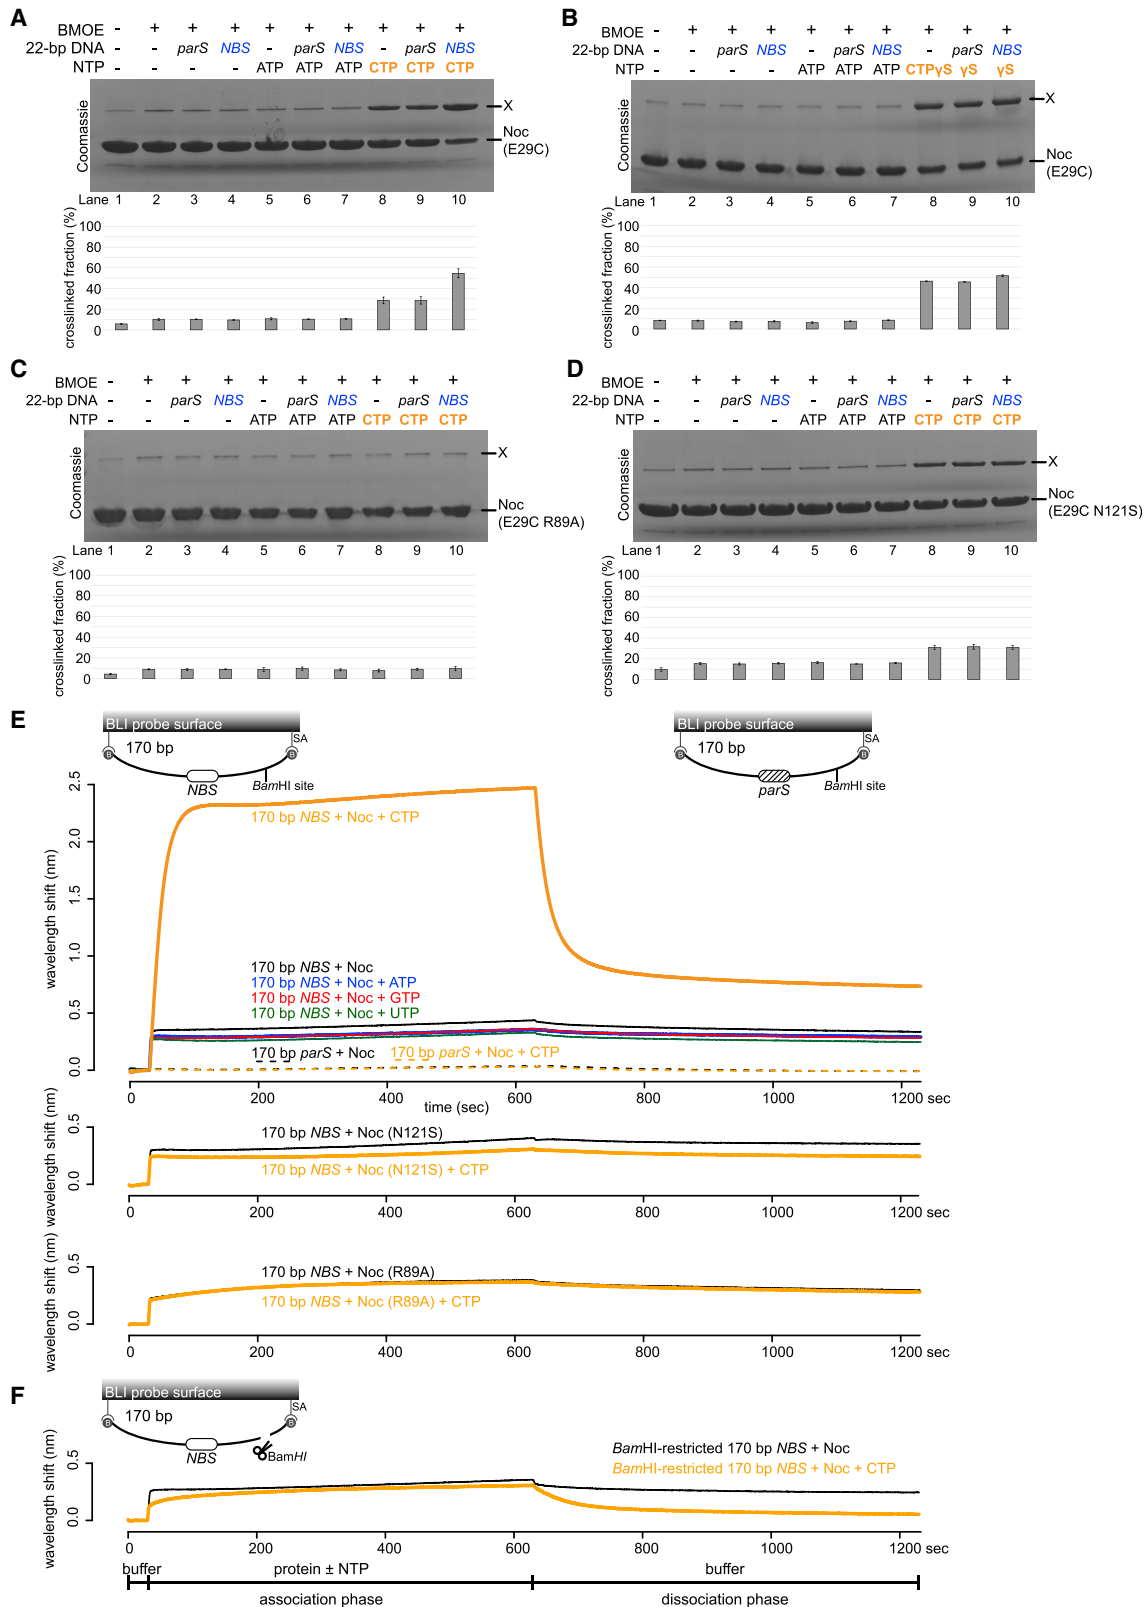 A
BMOE - + + + + + + - + +
22-bp DNA - - parS NBS - parS NBS - parS NBS
NTP - - - - ATP ATP ATP CTP CTP CTP
Coomassie
X
Noc
(E29C)
Lane 1 2 3 4 5 6 7 8 9 10
crosslinked fraction (%)
100
80
60
40
20
0
B
BMOE - + + + + + + + + +
22-bp DNA - - parS NBS - parS NBS - parS NBS
NTP - - - - ATP ATP ATP CTPγS γS γS
Coomassie
X
Noc
(E29C)
Lane 1 2 3 4 5 6 7 8 9 10
crosslinked fraction (%)
100
80
60
40
20
0
C
BMOE - + + + + + + - + +
22-bp DNA - - parS NBS - parS NBS - parS NBS
NTP - - - - ATP ATP ATP CTP CTP CTP
Coomassie
X
Noc
(E29C R89A)
Lane 1 2 3 4 5 6 7 8 9 10
crosslinked fraction (%)
100
80
60
40
20
0
D
BMOE - + + + + + + + + +
22-bp DNA - - parS NBS - parS NBS - parS NBS
NTP - - - - ATP ATP ATP CTP CTP CTP
Coomassie
X
Noc
(E29C N121S)
Lane 1 2 3 4 5 6 7 8 9 10
crosslinked fraction (%)
100
80
60
40
20
0
E
BLI probe surface
SA
B B
170 bp
NBS
BamHI site
BLI probe surface
SA
B B
170 bp
parS
BamHI site
wavelength shift (nm)
2.5
2.0
1.5
1.0
0.5
0.0
170 bp NBS + Noc + CTP
170 bp NBS + Noc
170 bp NBS + Noc + ATP
170 bp NBS + Noc + GTP
170 bp NBS + Noc + UTP
170 bp parS + Noc
170 bp parS + Noc + CTP
0 200 400 600 800 1000 1200 sec
time (sec)
wavelength shift (nm)
0.5
0.0
170 bp NBS + Noc (N121S)
170 bp NBS + Noc (N121S) + CTP
0 200 400 600 800 1000 1200 sec
wavelength shift (nm)
0.5
0.0
170 bp NBS + Noc (R89A)
170 bp NBS + Noc (R89A) + CTP
0 200 400 600 800 1000 1200 sec
F
BLI probe surface
SA
B B
170 bp
NBS
BamHI
wavelength shift (nm)
0.5
0.0
BamHI-restricted 170 bp NBS + Noc
BamHI-restricted 170 bp NBS + Noc + CTP
0 200 400 600 800 1000 1200 sec
buffer protein ± NTP buffer
association phase dissociation phase